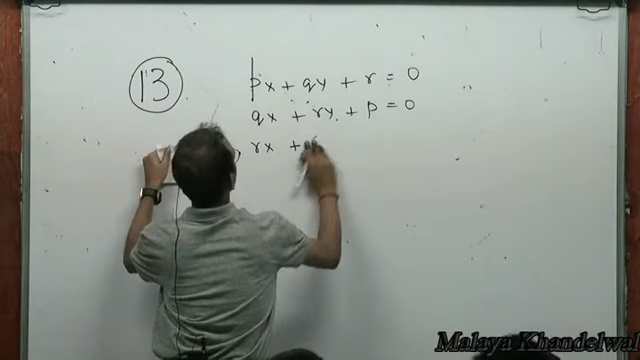 13
px + qy + r = 0
qx + ry + p = 0
rx +
Malaya Khandelwal